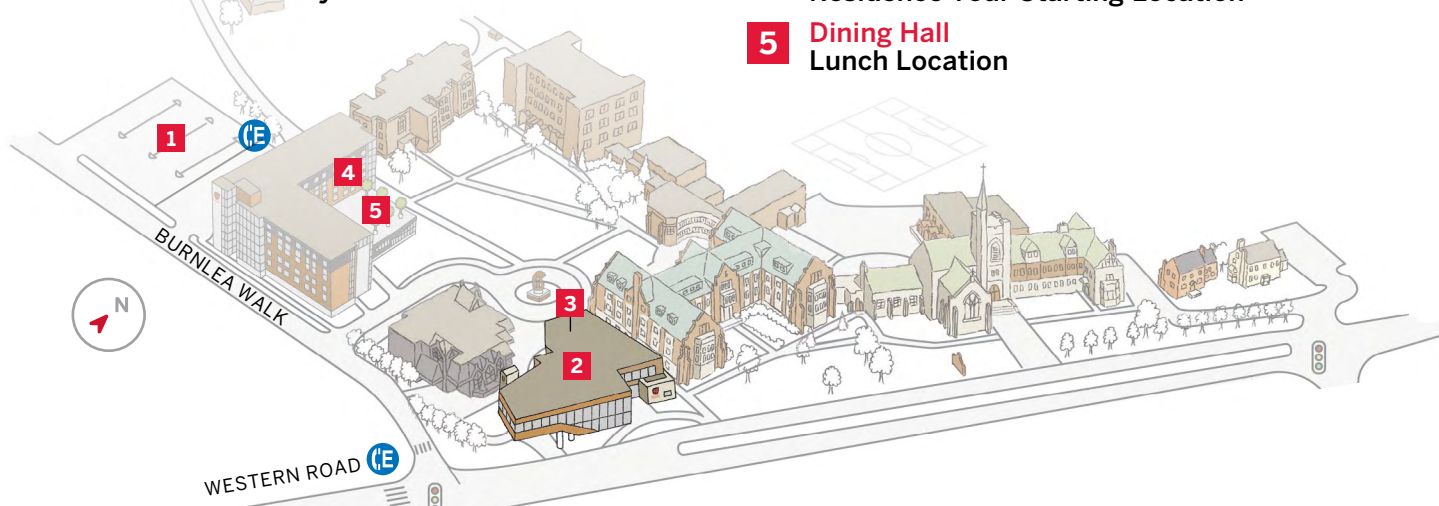 5 Dining Hall
Lunch Location
1
E
4
5
BURNLEA WALK
N
3
2
WESTERN ROAD E